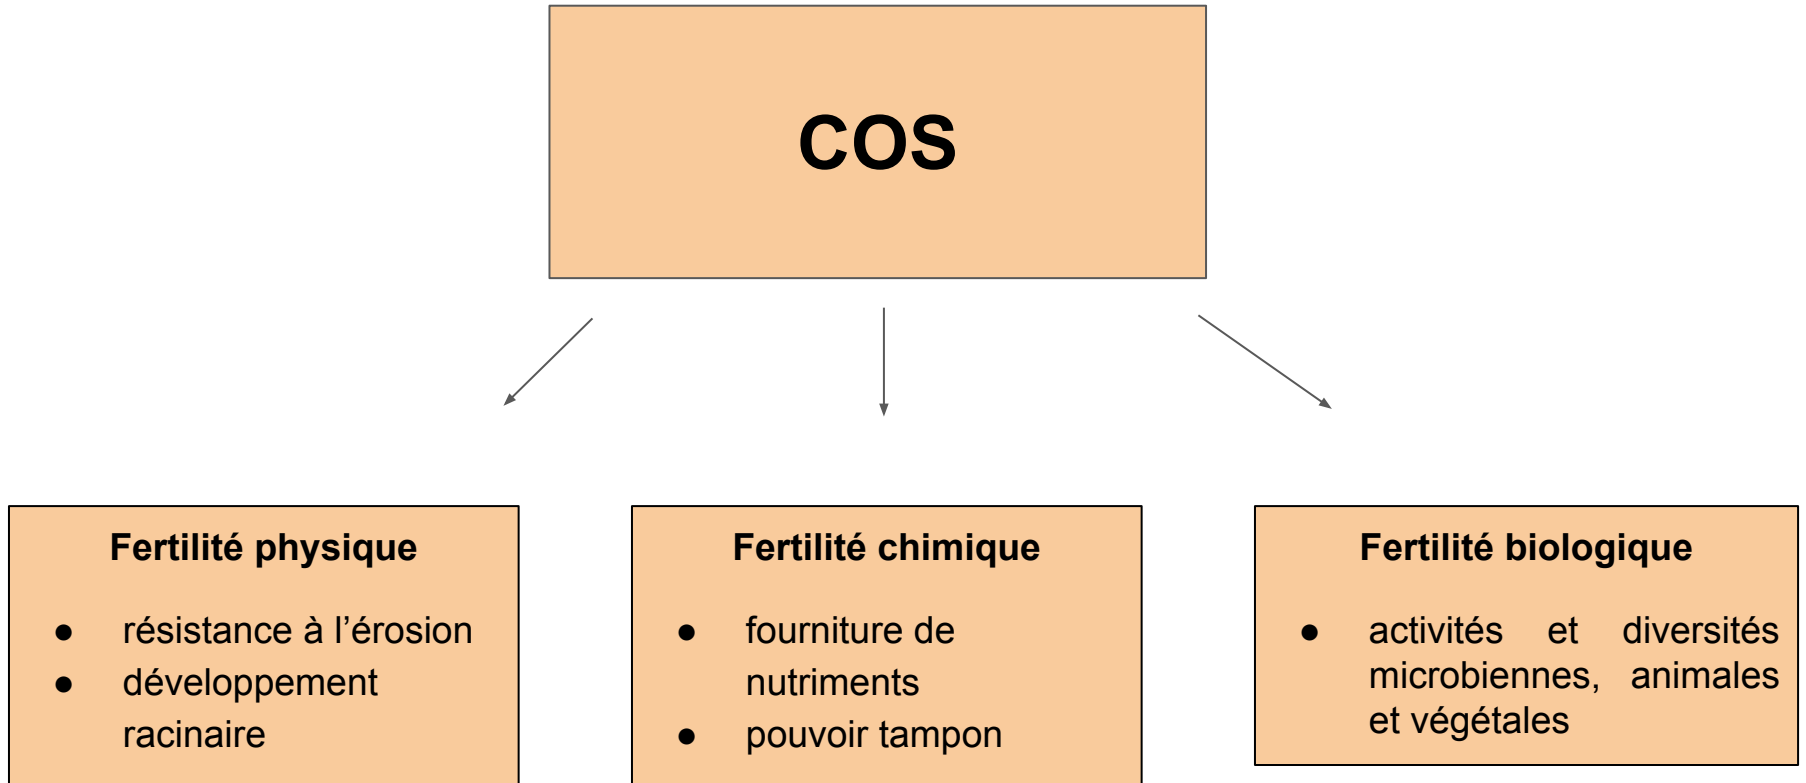 COS
Fertilité physique
● résistance à l’érosion
● développement
racinaire
Fertilité chimique
● fourniture de
nutriments
● pouvoir tampon
Fertilité biologique
● activités et diversités
microbiennes, animales
et végétales